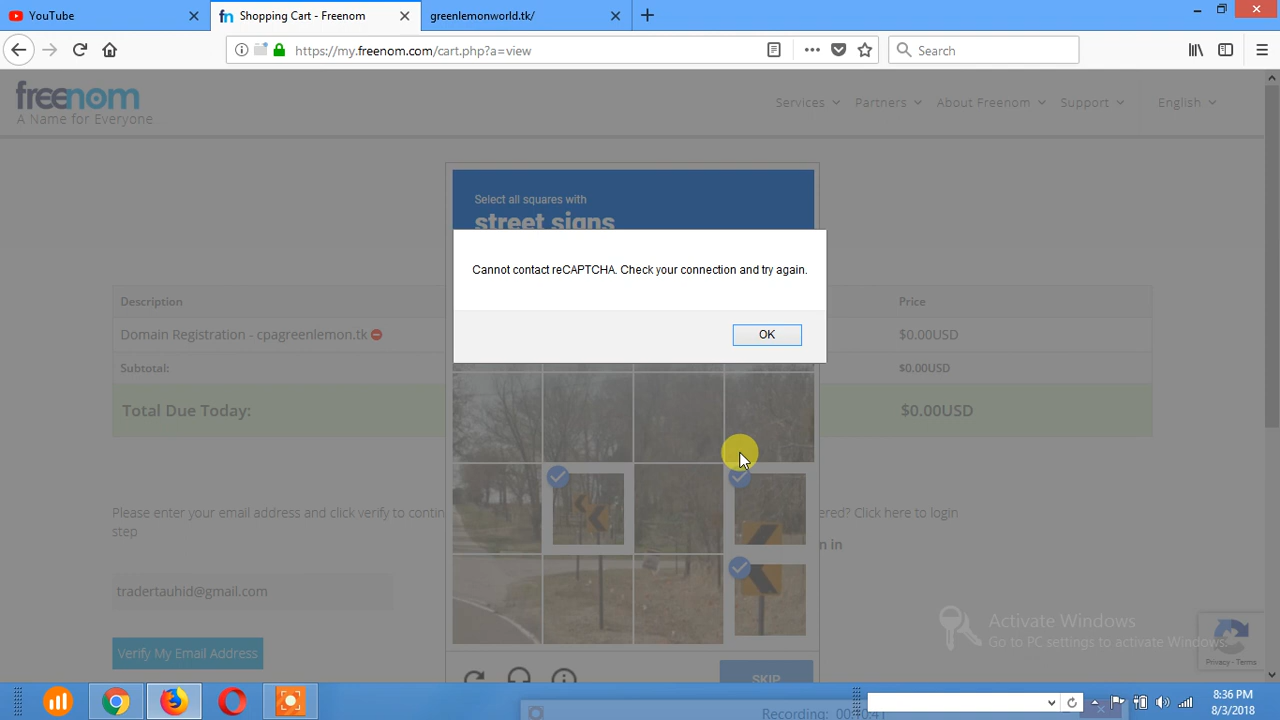 YouTube
Shopping Cart - Freenom
greenlemonworld.tk/
https://my.freenom.com/cart.php?a=view
Search
freenom
A Name for Everyone.
Services
Partners
About Freenom
Support
English
Select all squares with
street signs
Cannot contact reCAPTCHA. Check your connection and try again.
OK
Description
Price
Domain Registration - cpagreenlemon.tk
$0.00USD
Subtotal:
$0.00USD
Total Due Today:
$0.00USD
Please enter your email address and click verify to contin
step
ered? Click here to login
n in
tradertauhid@gmail.com
Verify My Email Address
SKIP
Activate Windows
Go to PC settings to activate Windows.
Privacy - Terms
Recording:
8:36 PM
8/3/2018